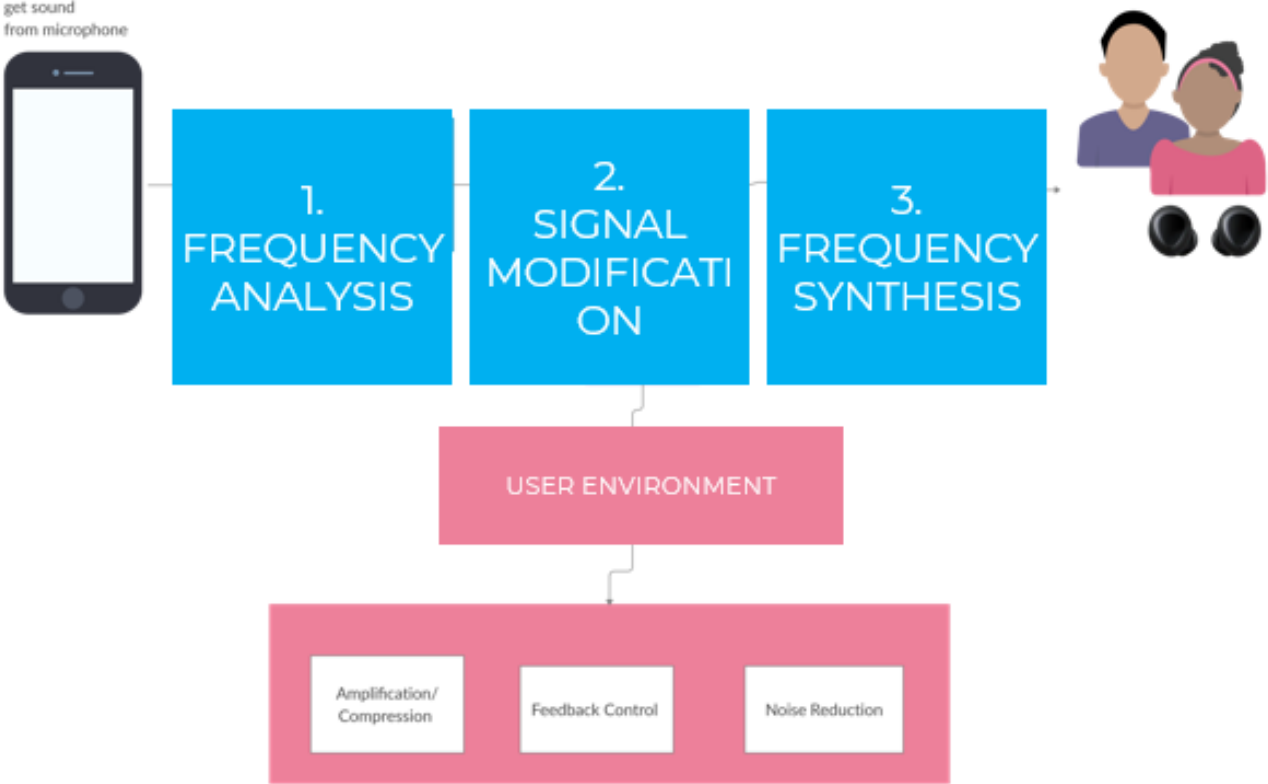 get sound
from microphone
1.
FREQUENCY
ANALYSIS
2.
SIGNAL
MODIFICATI
ON
3.
FREQUENCY
SYNTHESIS
USER ENVIRONMENT
Amplification/
Compression
Feedback Control
Noise Reduction